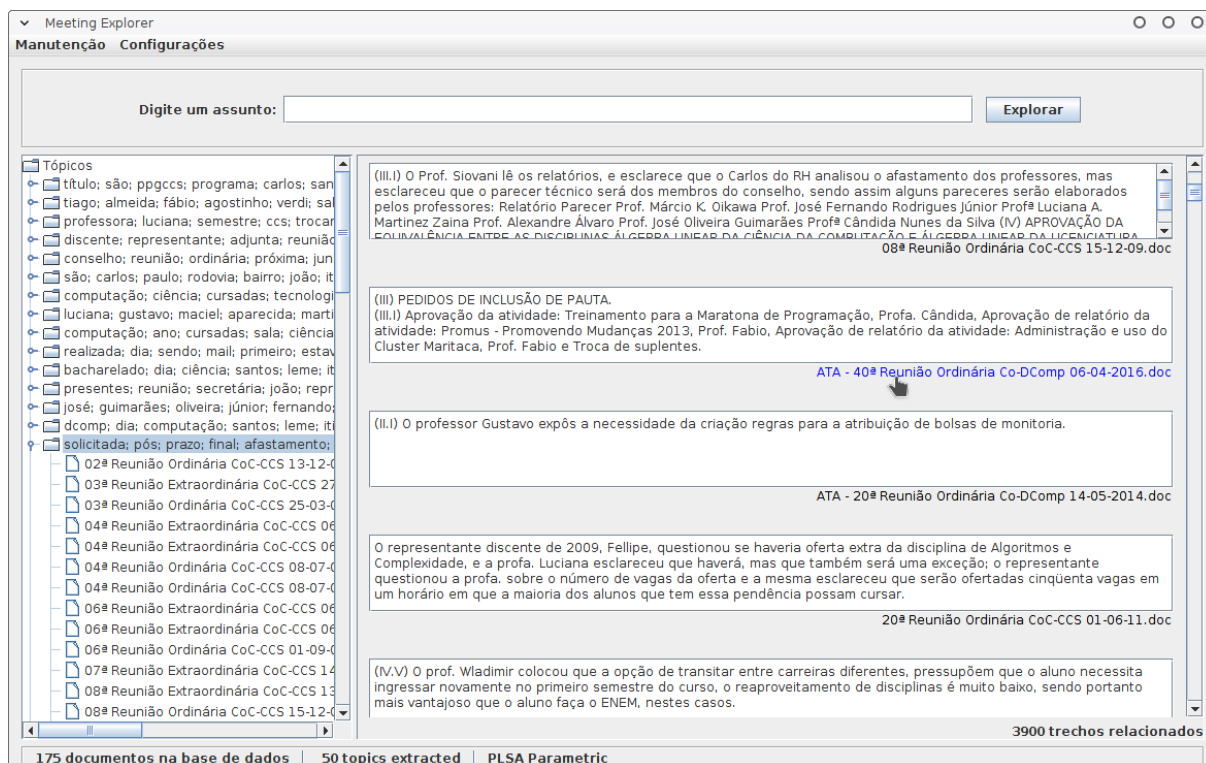 Meeting Explorer
Manutenção Configurações
Digite um assunto:
Explorar
Tópicos
título; são; ppgccs; programa; carlos; san
tiago; almeida; fábio; agostinho; verdi; sal
professora; luciana; semestre; ccs; trocar
discente; representante; adjunta; reunião
conselho; reunião; ordinária; próxima; jun
são; carlos; paulo; rodovia; bairro; joão; it
computação; ciência; cursadas; tecnologi
luciana; gustavo; maciel; aparecida; marti
computação; ano; cursadas; sala; ciência
realizada; dia; sendo; mail; primeiro; estav
bacharelado; dia; ciência; santos; leme; it
presentes; reunião; secretária; joão; repr
josé; guimarães; oliveira; júnior; fernando;
dcomp; dia; computação; santos; leme; iti
solicitada; pós; prazo; final; afastamento;
02ª Reunião Ordinária CoC-CCS 13-12-0
03ª Reunião Extraordinária CoC-CCS 27
03ª Reunião Ordinária CoC-CCS 25-03-0
04ª Reunião Extraordinária CoC-CCS 06
04ª Reunião Extraordinária CoC-CCS 06
04ª Reunião Ordinária CoC-CCS 08-07-0
04ª Reunião Ordinária CoC-CCS 08-07-0
06ª Reunião Extraordinária CoC-CCS 06
06ª Reunião Extraordinária CoC-CCS 06
06ª Reunião Ordinária CoC-CCS 01-09-0
07ª Reunião Extraordinária CoC-CCS 14
08ª Reunião Extraordinária CoC-CCS 13
08ª Reunião Ordinária CoC-CCS 15-12-0
(III.I) O Prof. Siovani lê os relatórios, e esclarece que o Carlos do RH analisou o afastamento dos professores, mas
esclareceu que o parecer técnico será dos membros do conselho, sendo assim alguns pareceres serão elaborados
pelos professores: Relatório Parecer Prof. Márcio K. Oikawa Prof. José Fernando Rodrigues Júnior Profª Luciana A.
Martinez Zaina Prof. Alexandre Álvaro Prof. José Oliveira Guimarães Profª Cândida Nunes da Silva (IV) APROVAÇÃO DA
EQUIVALÊNCIA ENTRE AS DISCIPLINAS ÁLGEBRA LINEAR DA CIÊNCIA DA COMPUTAÇÃO E ÁLGEBRA LINEAR DA LICENCIATURA
08ª Reunião Ordinária CoC-CCS 15-12-09.doc
(III) PEDIDOS DE INCLUSÃO DE PAUTA.
(III.I) Aprovação da atividade: Treinamento para a Maratona de Programação, Profa. Cândida, Aprovação de relatório da
atividade: Promus - Promovendo Mudanças 2013, Prof. Fabio, Aprovação de relatório da atividade: Administração e uso do
Cluster Maritaca, Prof. Fabio e Troca de suplentes.
ATA - 40ª Reunião Ordinária Co-DComp 06-04-2016.doc
(II.I) O professor Gustavo expôs a necessidade da criação regras para a atribuição de bolsas de monitoria.
ATA - 20ª Reunião Ordinária Co-DComp 14-05-2014.doc
O representante discente de 2009, Fellipe, questionou se haveria oferta extra da disciplina de Algoritmos e
Complexidade, e a profa. Luciana esclareceu que haverá, mas que também será uma exceção; o representante
questionou a profa. sobre o número de vagas da oferta e a mesma esclareceu que serão ofertadas cinqüenta vagas em
um horário em que a maioria dos alunos que tem essa pendência possam cursar.
20ª Reunião Ordinária CoC-CCS 01-06-11.doc
(IV.V) O prof. Wladimir colocou que a opção de transitar entre carreiras diferentes, pressupõem que o aluno necessita
ingressar novamente no primeiro semestre do curso, o reaproveitamento de disciplinas é muito baixo, sendo portanto
mais vantajoso que o aluno faça o ENEM, nestes casos.
3900 trechos relacionados
175 documentos na base de dados 50 topics extracted PLSA Parametric